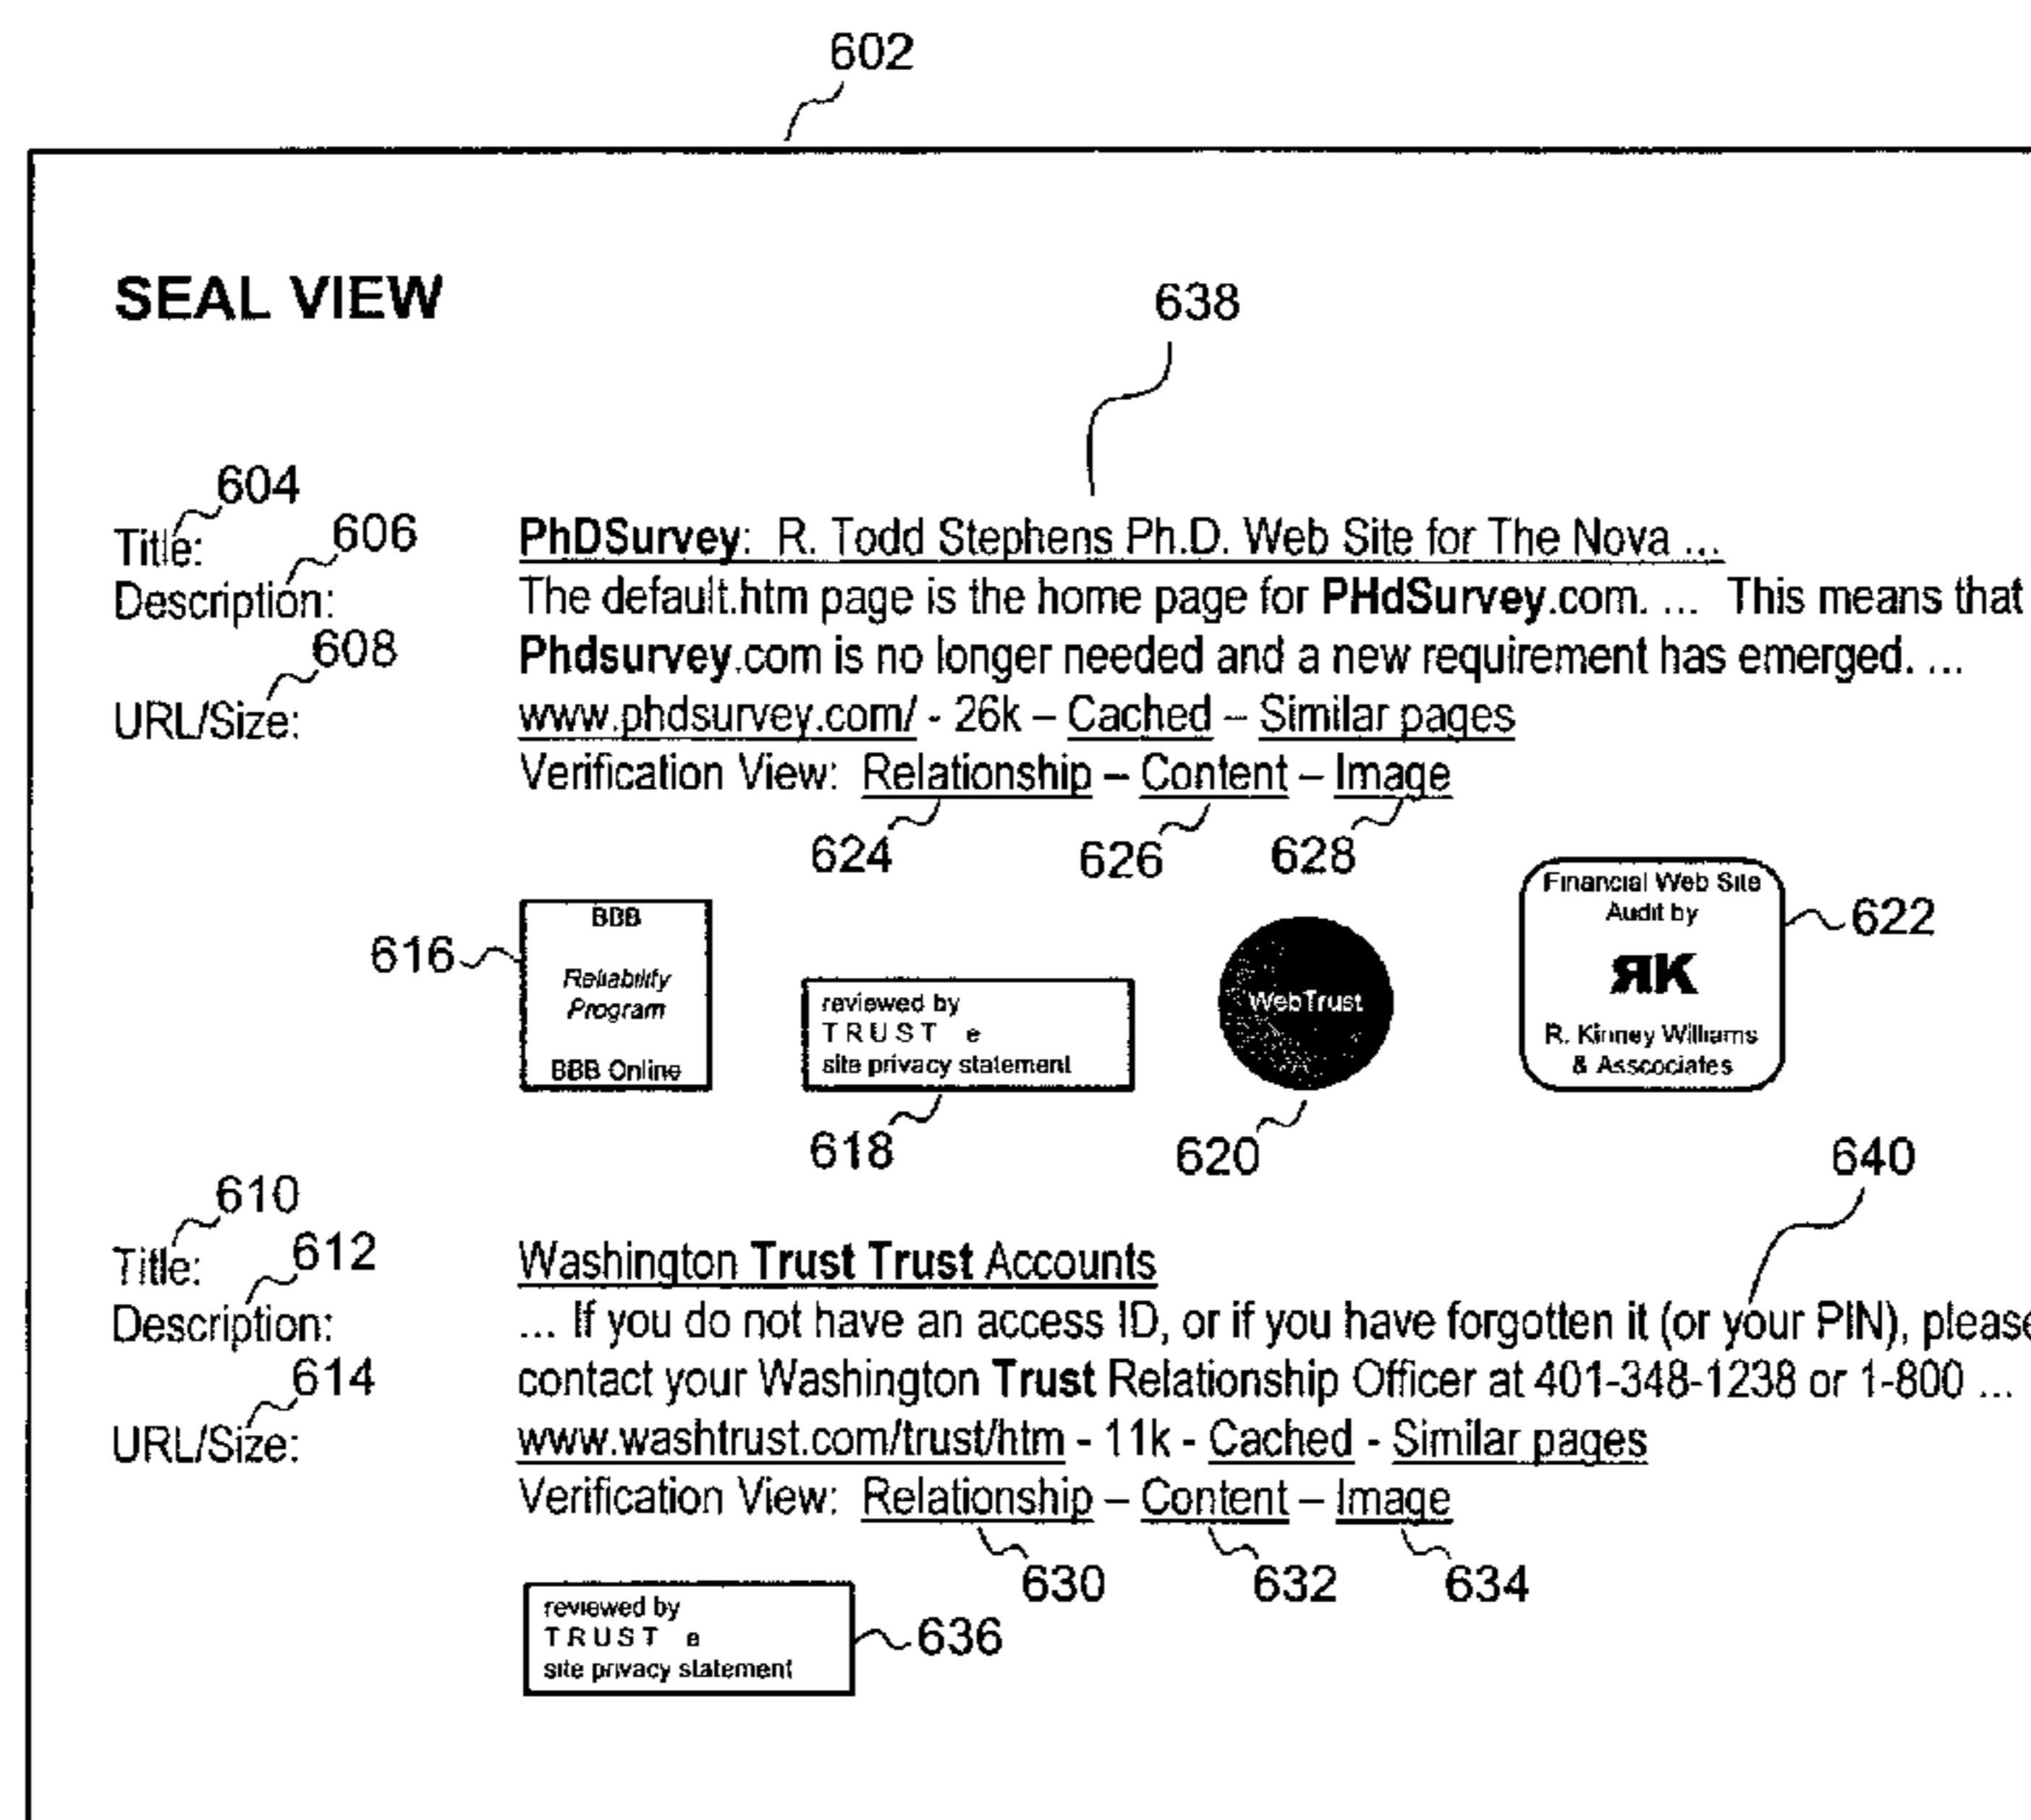 602
SEAL VIEW
638
604
Title:
PhDSurvey: R. Todd Stephens Ph.D. Web Site for The Nova ...
606
Description:
The default.htm page is the home page for PHdSurvey.com. ... This means that
608
Phdsurvey.com is no longer needed and a new requirement has emerged. ...
URL/Size:
www.phdsurvey.com/ - 26k – Cached – Similar pages
Verification View: Relationship – Content – Image
624
626
628
616
BBB
Reliability
Program
BBB Online
reviewed by
TRUST e
site privacy statement
618
WebTrust
620
Financial Web Site
Audit by
ЯK
R. Kinney Williams
& Asscociates
622
640
610
Title:
Washington Trust Trust Accounts
612
Description:
... If you do not have an access ID, or if you have forgotten it (or your PIN), please
614
contact your Washington Trust Relationship Officer at 401-348-1238 or 1-800 ...
URL/Size:
www.washtrust.com/trust/htm - 11k - Cached - Similar pages
Verification View: Relationship – Content – Image
630
632
634
reviewed by
TRUST e
site privacy statement
636